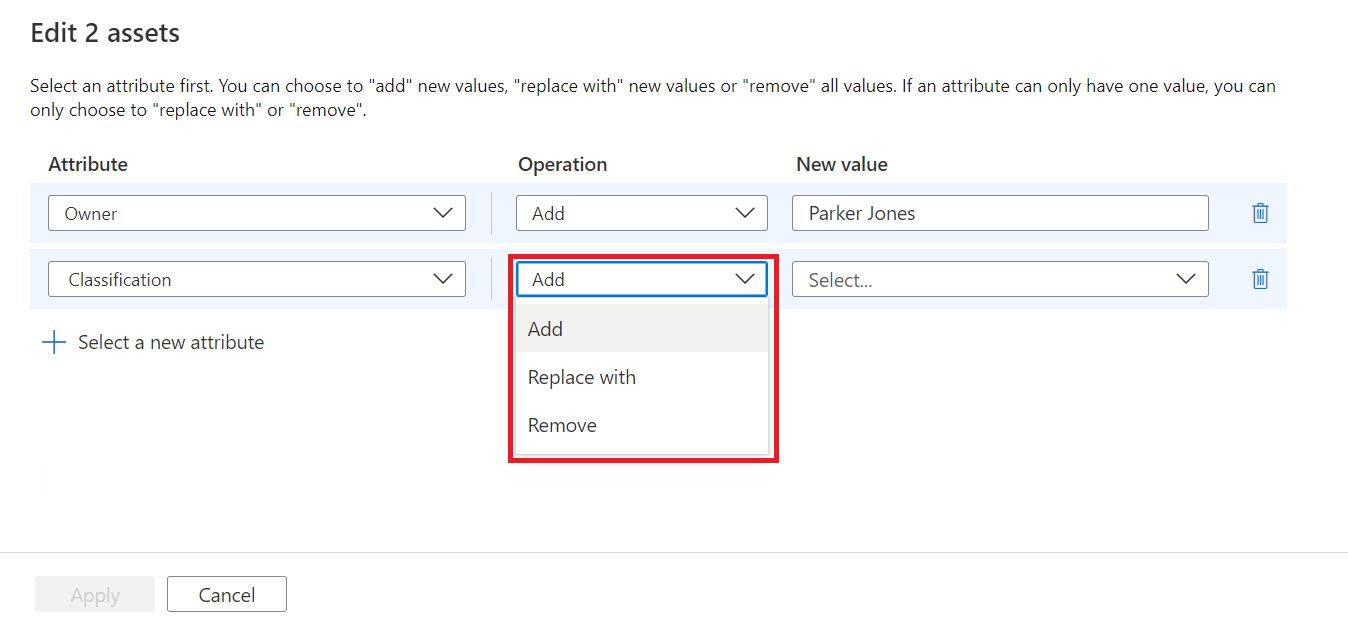 Edit 2 assets
Select an attribute first. You can choose to "add" new values, "replace with" new values or "remove" all values. If an attribute can only have one value, you can
only choose to "replace with" or "remove".
Attribute Operation New value
Owner Add Parker Jones
Classification Add Select...
Add
Select a new attribute
Replace with
Remove
Apply Cancel